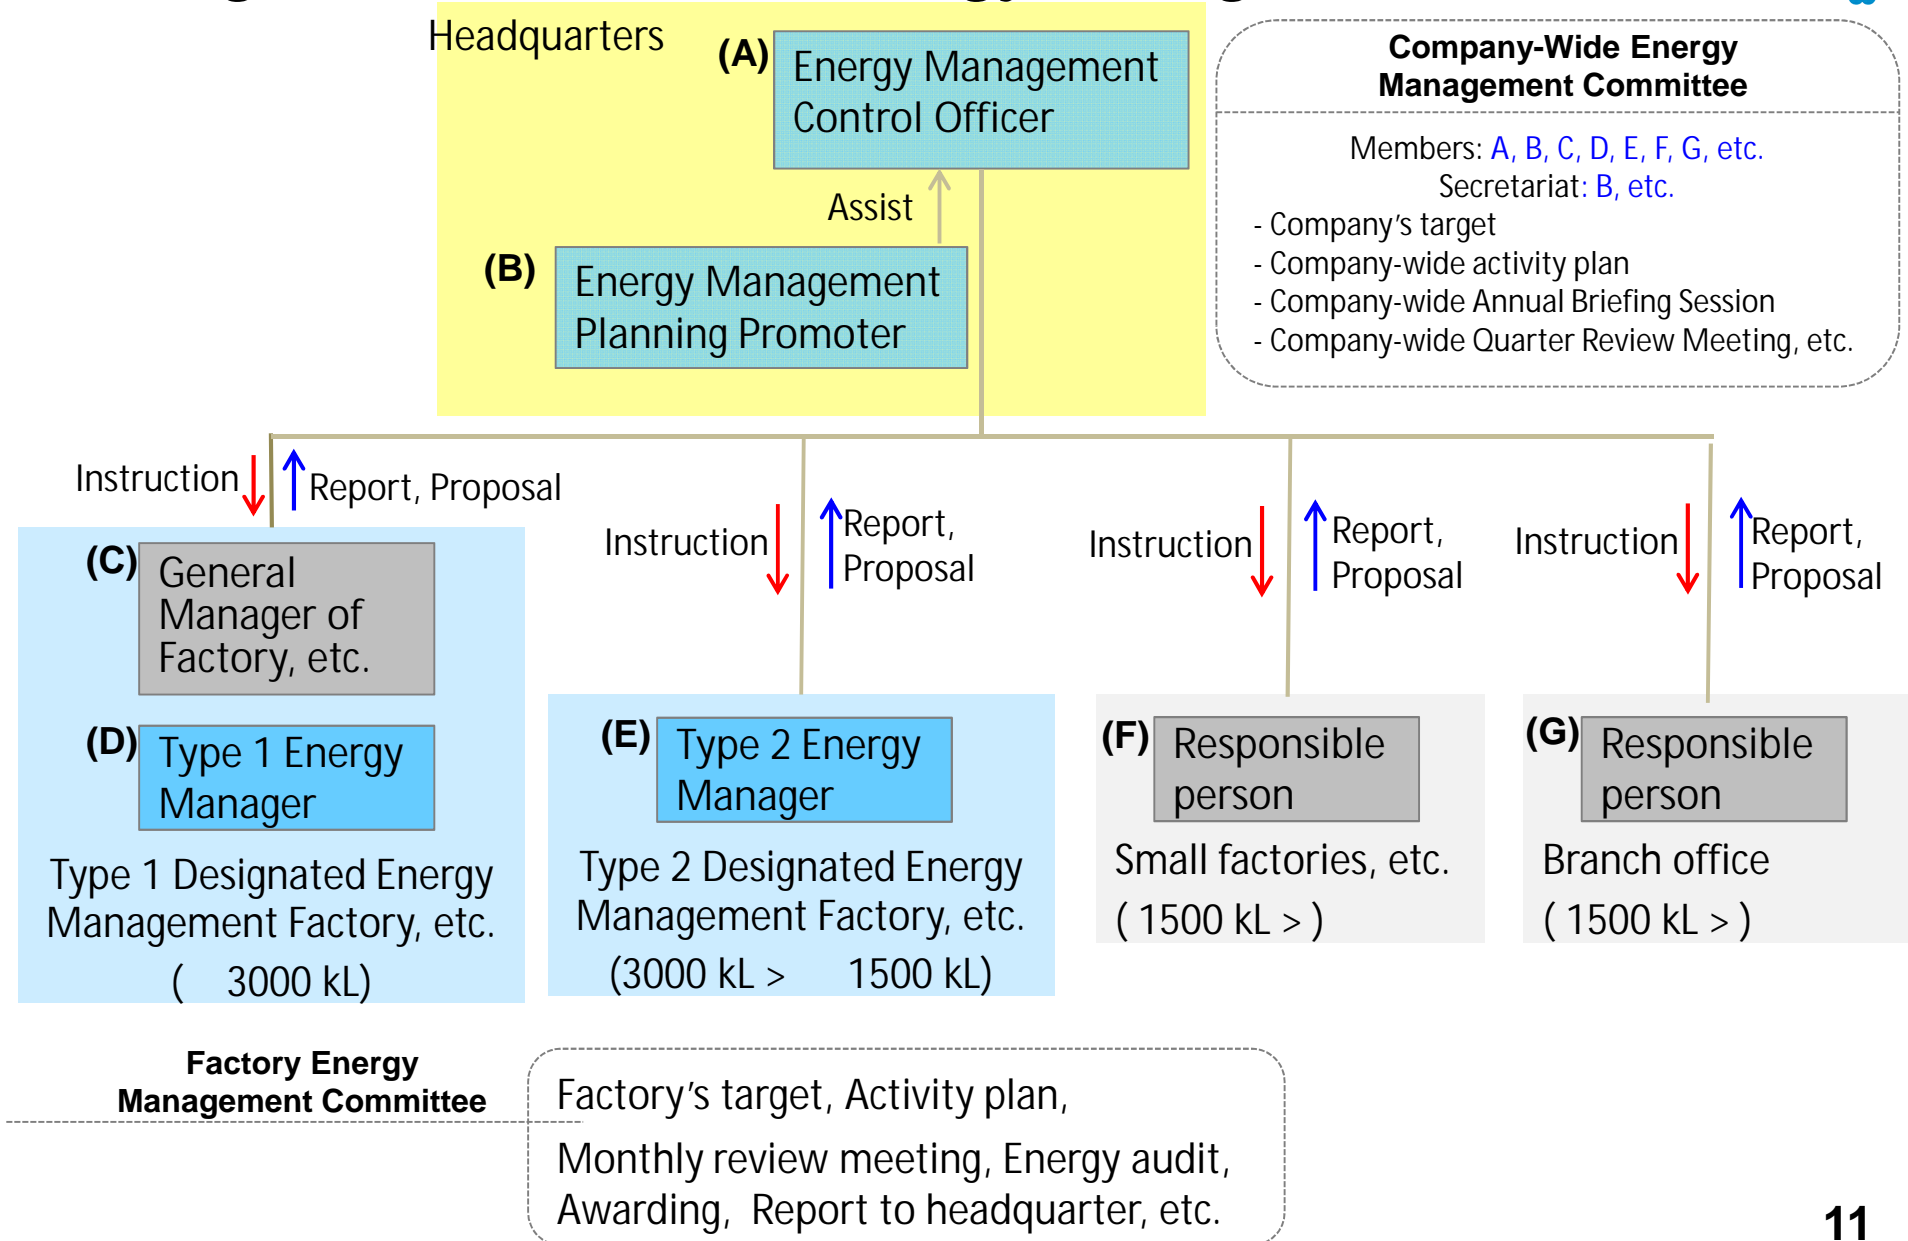 Headquarters
(A)
Energy Management
Control Officer
Assist
(B)
Energy Management
Planning Promoter
Company-Wide Energy
Management Committee
Members: A, B, C, D, E, F, G, etc.
Secretariat: B, etc.
- Company's target
- Company-wide activity plan
- Company-wide Annual Briefing Session
- Company-wide Quarter Review Meeting, etc.
Instruction
Report, Proposal
Instruction
Report,
Proposal
Instruction
Report,
Proposal
Instruction
Report,
Proposal
(C)
General
Manager of
Factory, etc.
(D)
Type 1 Energy
Manager
Type 1 Designated Energy
Management Factory, etc.
( 3000 kL)
(E)
Type 2 Energy
Manager
Type 2 Designated Energy
Management Factory, etc.
(3000 kL > 1500 kL)
(F)
Responsible
person
Small factories, etc.
( 1500 kL > )
(G)
Responsible
person
Branch office
( 1500 kL > )
Factory Energy
Management Committee
Factory's target, Activity plan,
Monthly review meeting, Energy audit,
Awarding, Report to headquarter, etc.
11